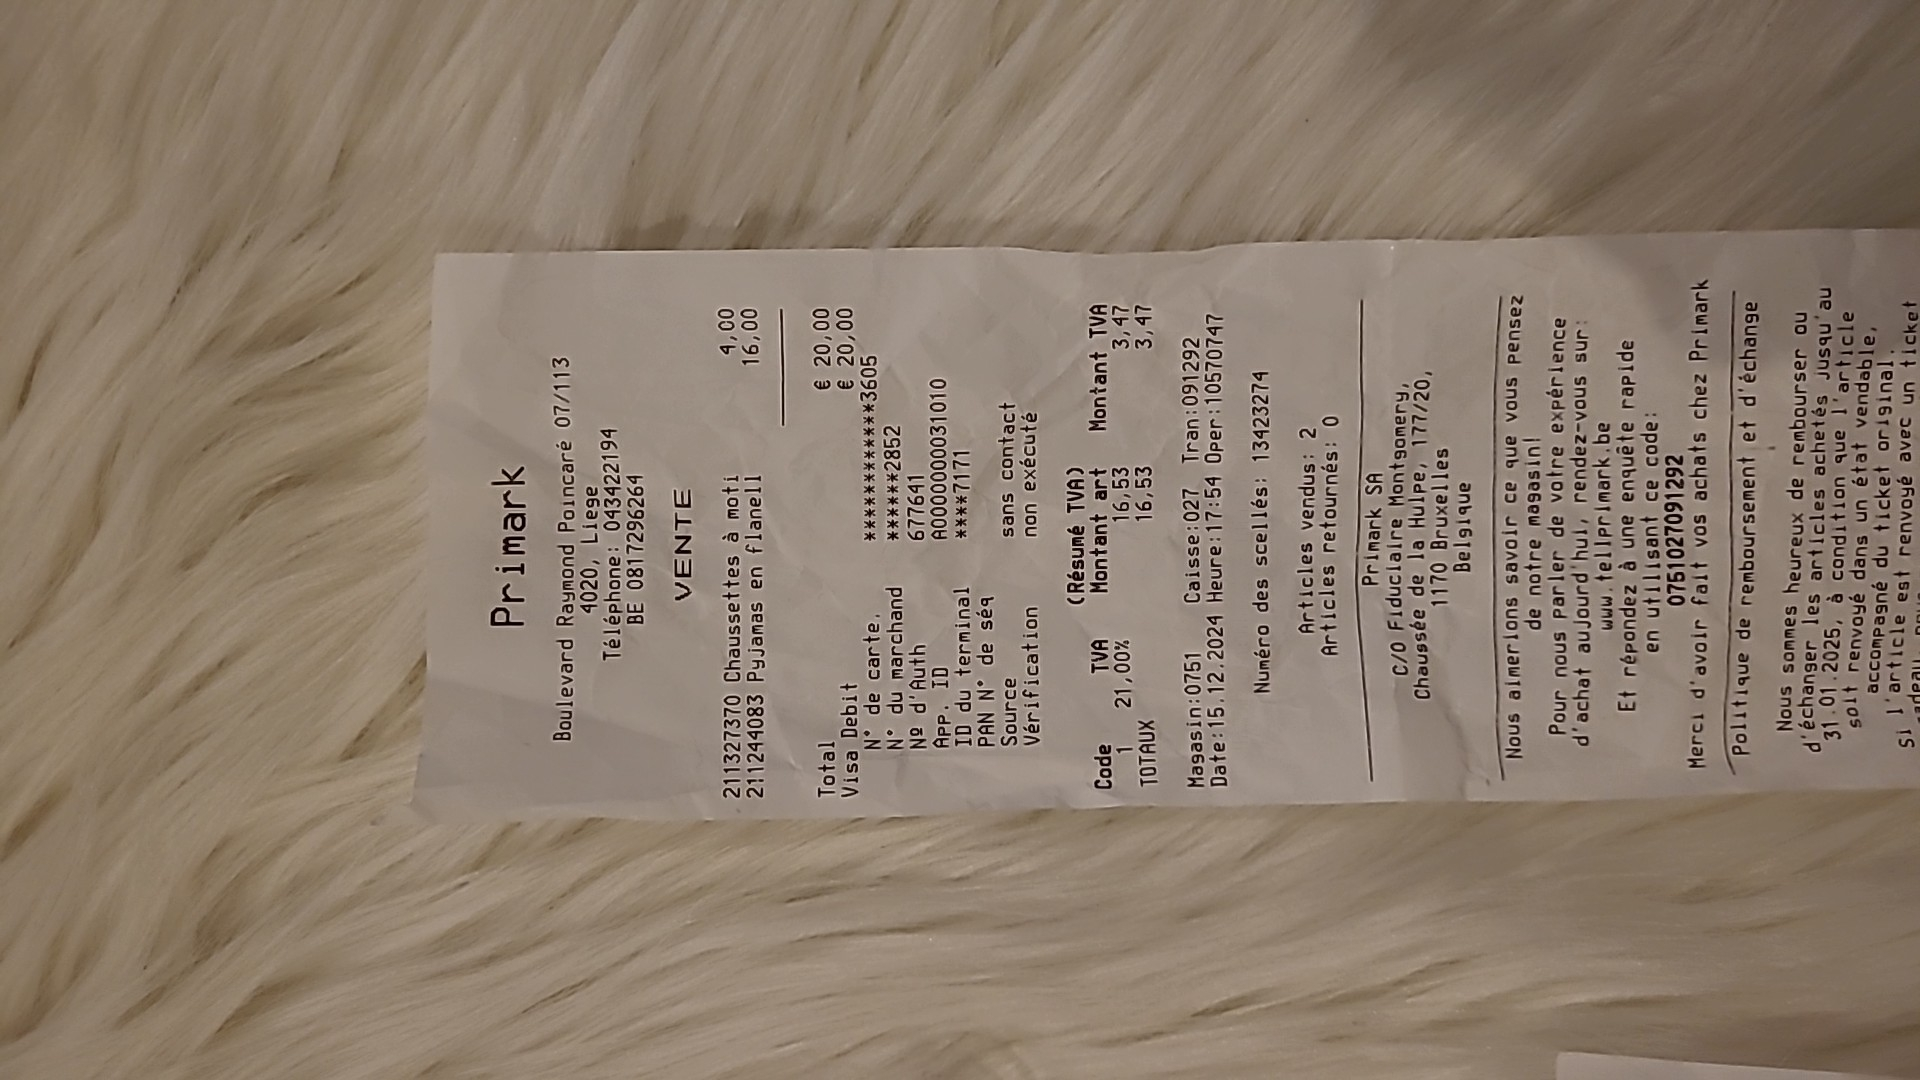 Primark
Boulevard Raymond Poincaré 07/113
4020, Liege
Téléphone: 043422194
BE 0817296264
VENTE
211327370 Chaussettes à moti 4,00
211244083 Pyjamas en flanell 16,00
Total € 20,00
Visa Debit € 20,00
N° de carte. ************3605
N° du marchand ******2852
Nº d'Auth 677641
App. ID A0000000031010
ID du terminal ****7171
PAN N° de séq
Source sans contact
Vérification non exécuté
(Résumé TVA)
Code TVA Montant art Montant TVA
1 21,00% 16,53 3,47
TOTAUX 16,53 3,47
Magasin:0751 Caisse:027 Tran:091292
Date:15.12.2024 Heure:17:54 Oper:10570747
Numéro des scellés: 13423274
Articles vendus: 2
Articles retournés: 0
Primark SA
C/O Fiduciaire Montgomery,
Chaussée de la Hulpe, 177/20,
1170 Bruxelles
Belgique
Nous aimerions savoir ce que vous pensez
de notre magasin!
Pour nous parler de votre expérience
d'achat aujourd'hui, rendez-vous sur:
www.tellprimark.be
Et répondez à une enquête rapide
en utilisant ce code:
0751027091292
Merci d'avoir fait vos achats chez Primark
Politique de remboursement et d'échange
Nous sommes heureux de rembourser ou
d'échanger les articles achetés jusqu'au
31.01.2025, à condition que l'article
soit renvoyé dans un état vendable,
accompagné du ticket original.
Si l'article est renvoyé avec un ticket